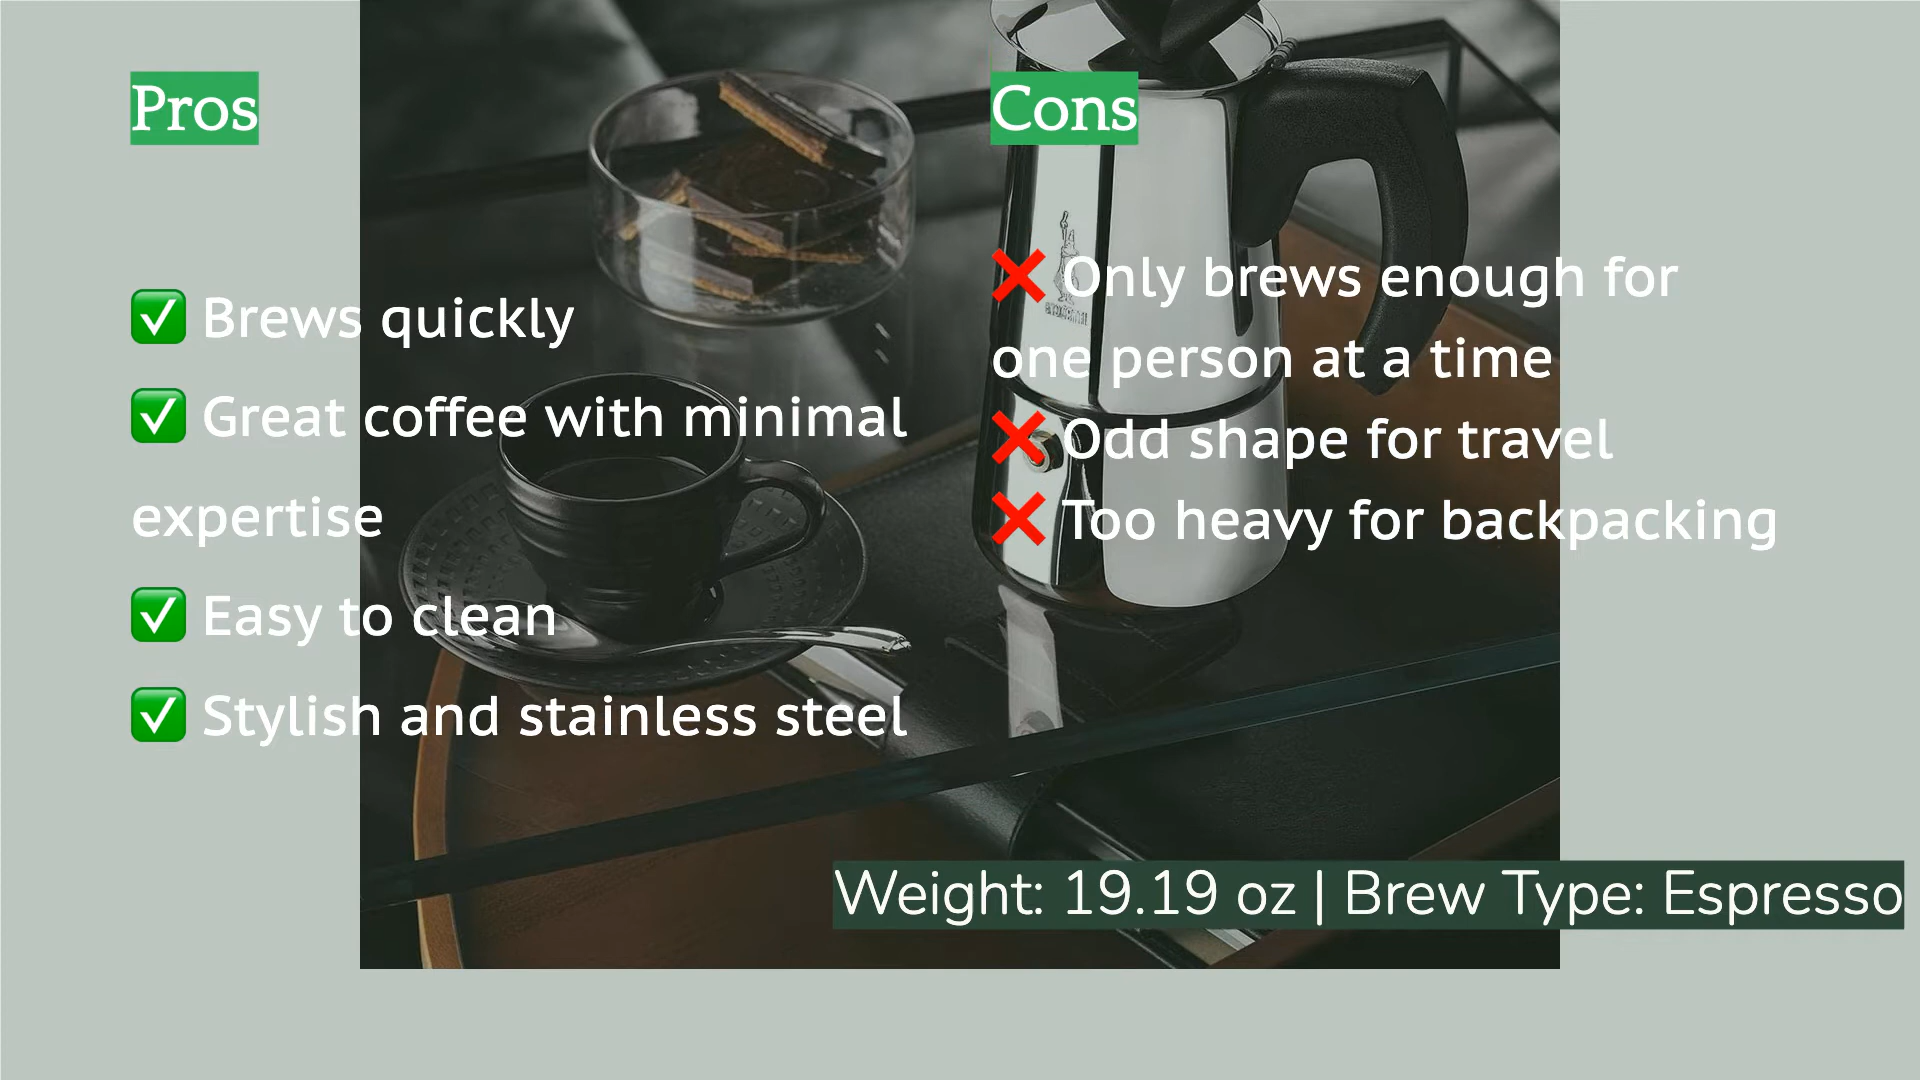 Pros
✅ Brews quickly
✅ Great coffee with minimal
expertise
✅ Easy to clean
✅ Stylish and stainless steel
Cons
❌ Only brews enough for
one person at a time
❌ Odd shape for travel
❌ Too heavy for backpacking
Weight: 19.19 oz | Brew Type: Espresso